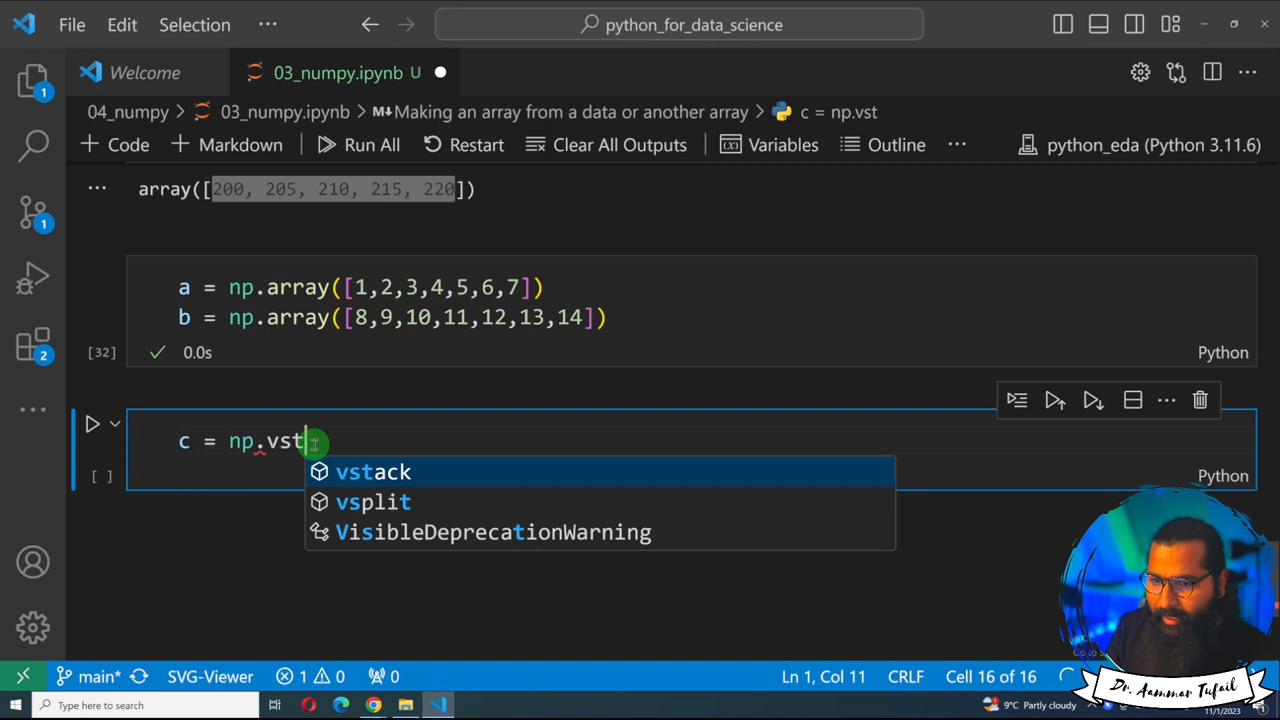 File Edit Selection ··· python_for_data_science
Welcome 03_numpy.ipynb U
04_numpy > 03_numpy.ipynb > M↓Making an array from a data or another array > c = np.vst
+ Code + Markdown Run All Restart Clear All Outputs Variables Outline ··· python_eda (Python 3.11.6)
··· array([200, 205, 210, 215, 220])
a = np.array([1,2,3,4,5,6,7])
b = np.array([8,9,10,11,12,13,14])
[32] 0.0s Python
c = np.vst
vstack
[ ] Python
vsplit
VisibleDeprecationWarning
1
1
2
main* SVG-Viewer 1 0 0 Ln 1, Col 11 CRLF Cell 16 of 16
Dr. Aammar Tufail
Type here to search 9°C Partly cloudy 11/1/2023